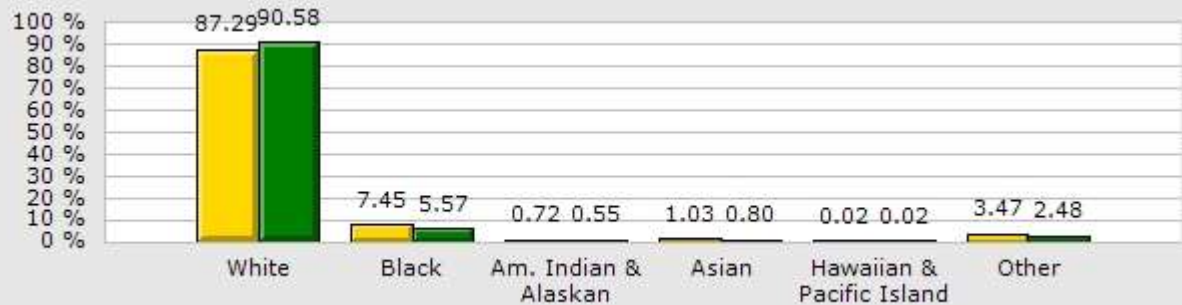 100 %
90 %
80 %
70 %
60 %
50 %
40 %
30 %
20 %
10 %
0 %
87.29 90.58
7.45 5.57
0.72 0.55
1.03 0.80
0.02 0.02
3.47 2.48
White
Black
Am. Indian &
Alaskan
Asian
Hawaiian &
Pacific Island
Other